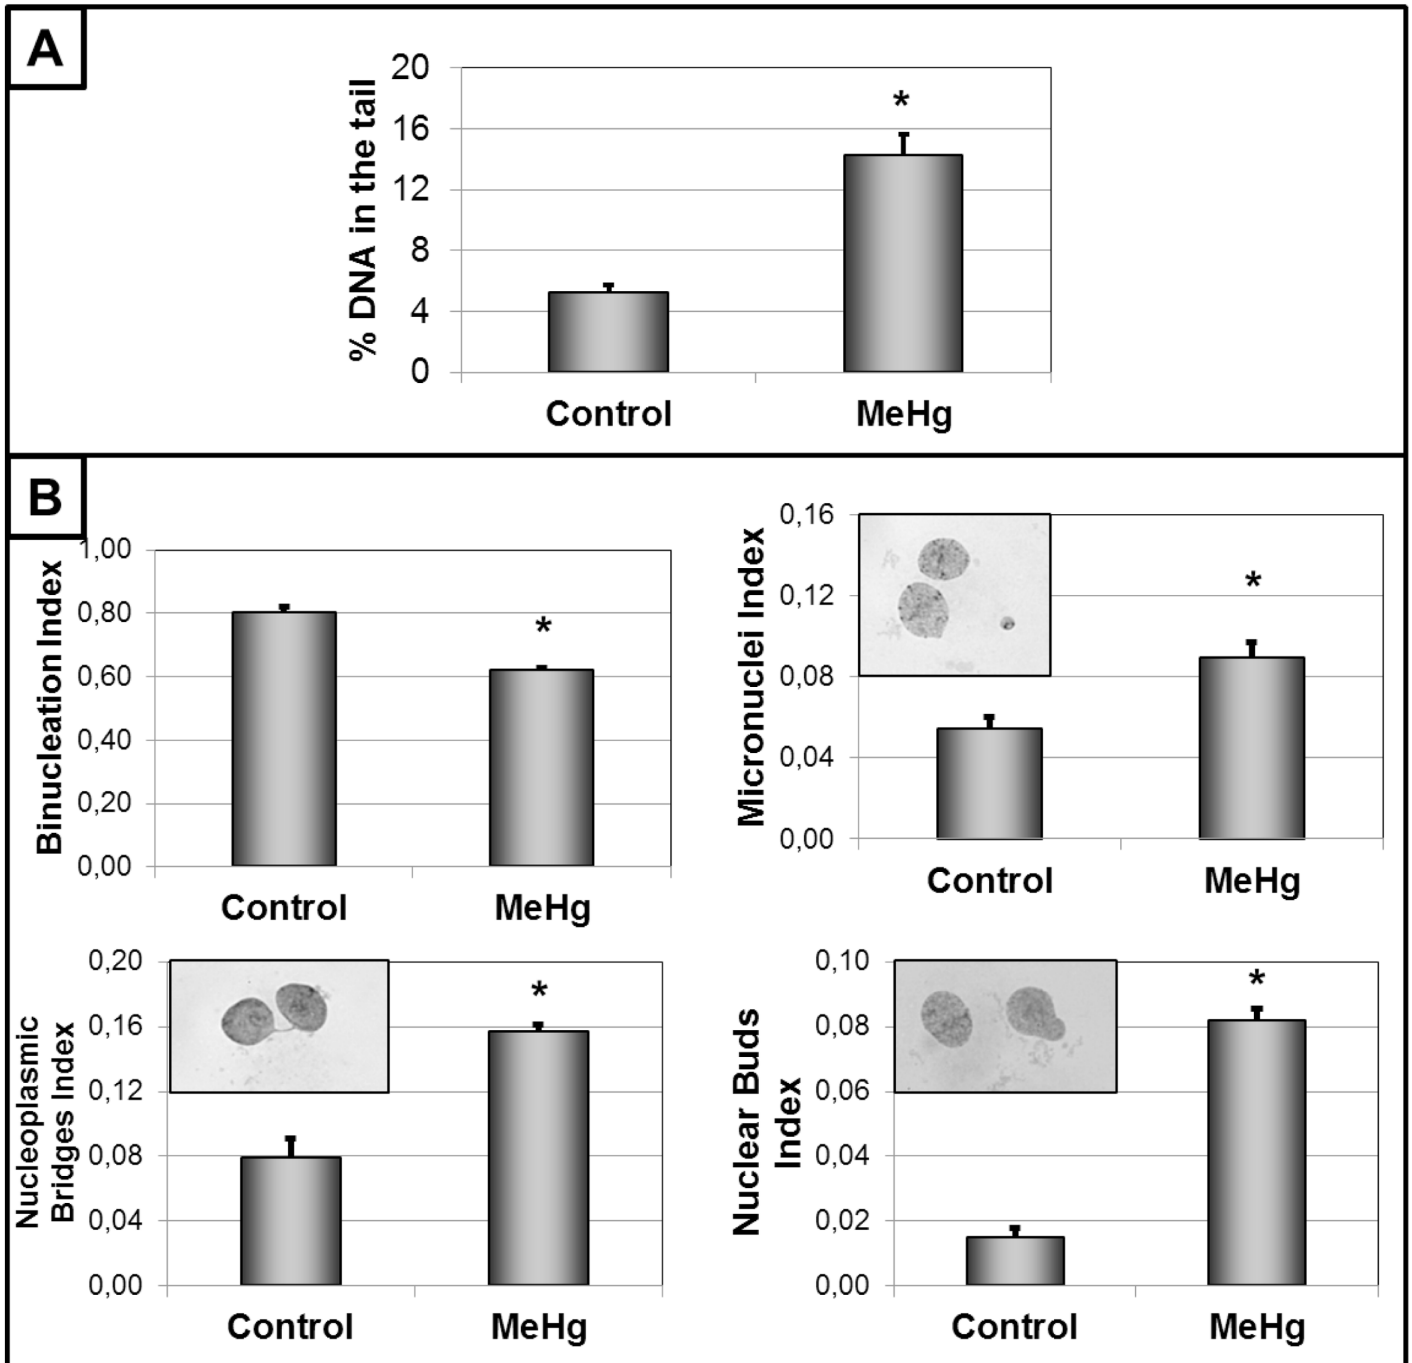 A
% DNA in the tail
20
16
12
8
4
0
*
Control
MeHg
B
Binucleation Index
1,00
0,80
0,60
0,40
0,20
0,00
*
Control
MeHg
Micronuclei Index
0,16
0,12
0,08
0,04
0,00
*
Control
MeHg
Nucleoplasmic
Bridges Index
0,20
0,16
0,12
0,08
0,04
0,00
*
Control
MeHg
Nuclear Buds
Index
0,10
0,08
0,06
0,04
0,02
0,00
*
Control
MeHg